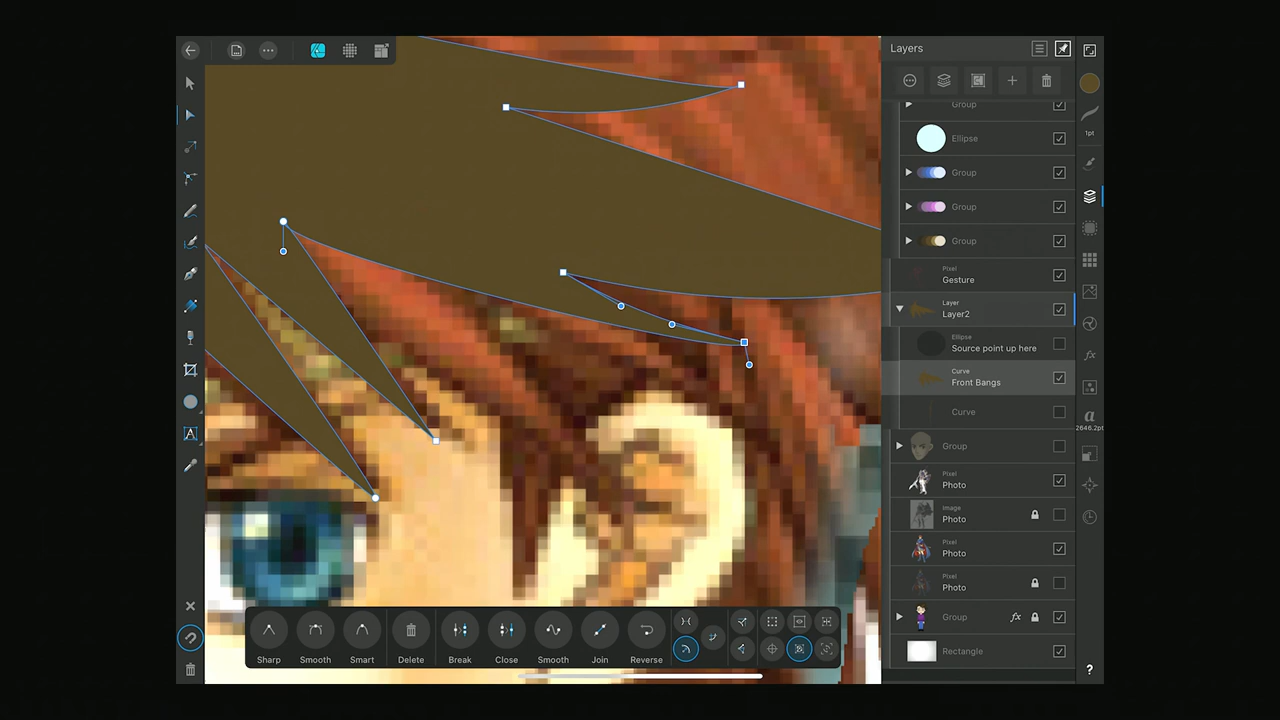 Layers
Group
Ellipse
1pt
Group
Group
Group
Pixel
Gesture
Layer
Layer2
Ellipse
Source point up here
Curve
Front Bangs
Curve
a
2646.2pt
Group
Pixel
Photo
Image
Photo
Pixel
Photo
Pixel
Photo
Group
fx
Rectangle
fx
A
?
Sharp
Smooth
Smart
Delete
Break
Close
Smooth
Join
Reverse